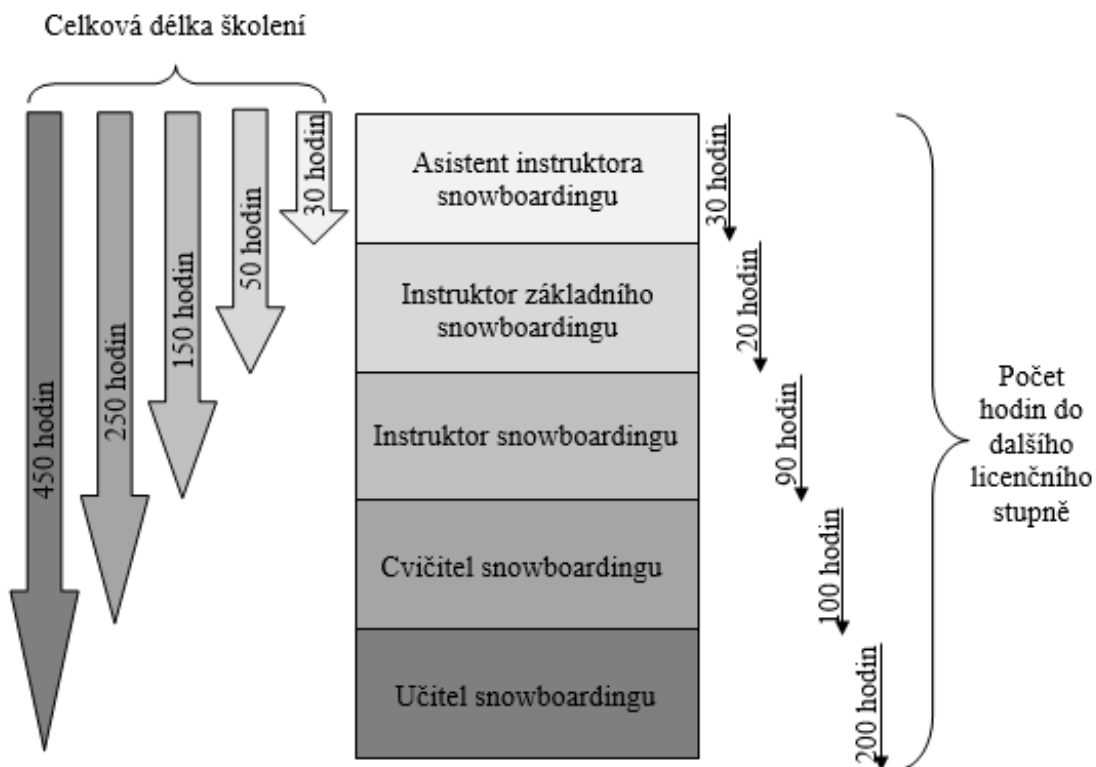 Celková délka školení
450 hodin
250 hodin
150 hodin
50 hodin
30 hodin
Asistent instruktora
snowboardingu
Instruktor základního
snowboardingu
Instruktor snowboardingu
Cvičitel snowboardingu
Učitel snowboardingu
30 hodin
20 hodin
90 hodin
100 hodin
200 hodin
Počet
hodin do
dalšího
licenčního
stupně